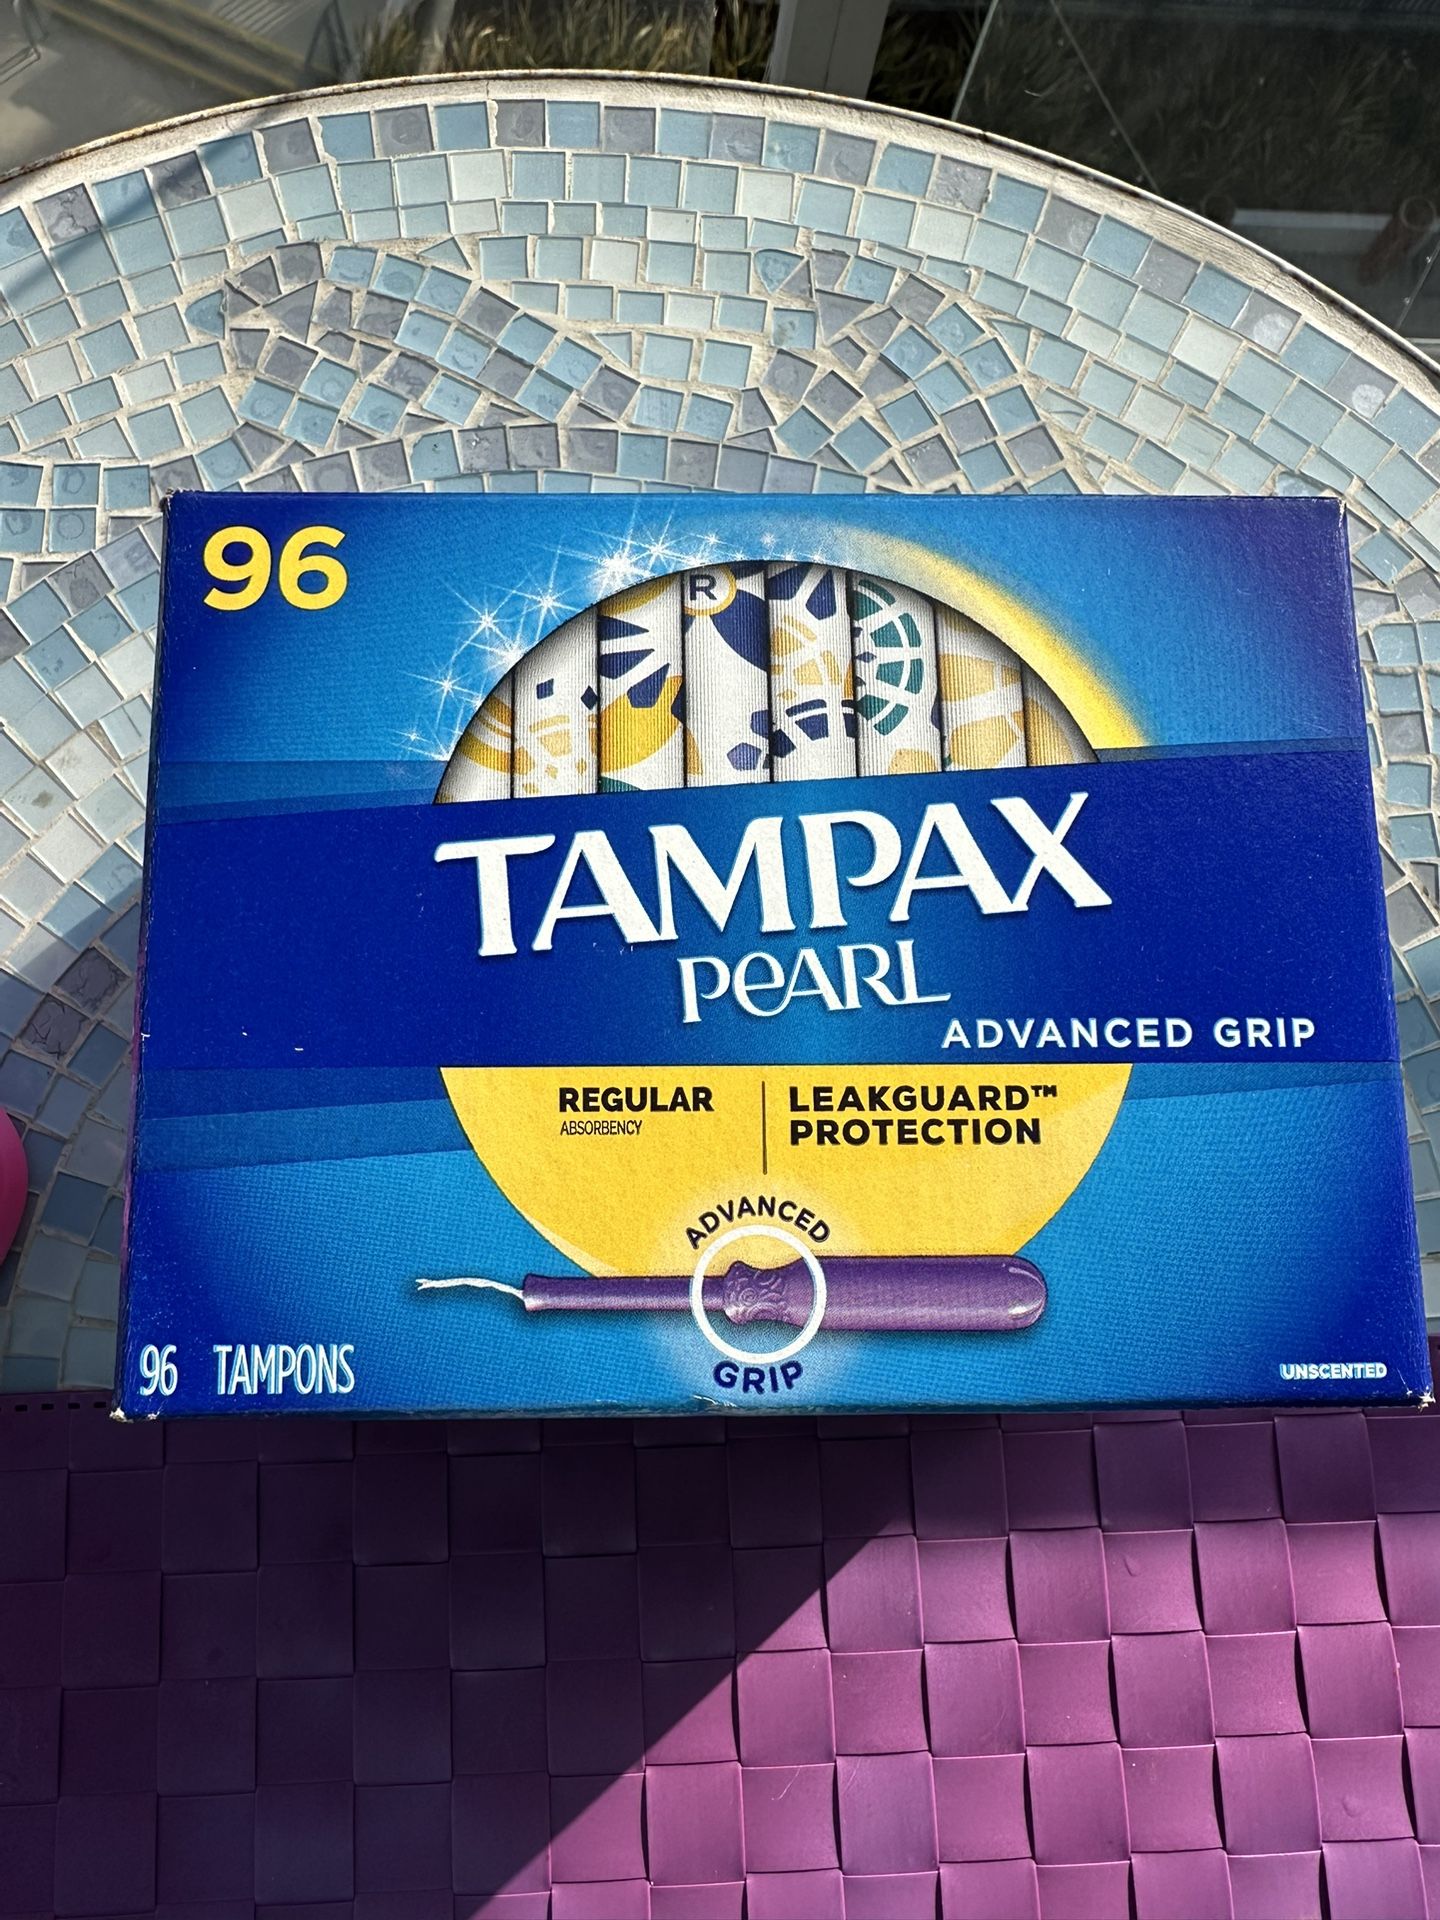 96
R
TAMPAX
PEARL
ADVANCED GRIP
REGULAR
ABSORBENCY
LEAKGUARD™
PROTECTION
ADVANCED
GRIP
96 TAMPONS
UNSCENTED